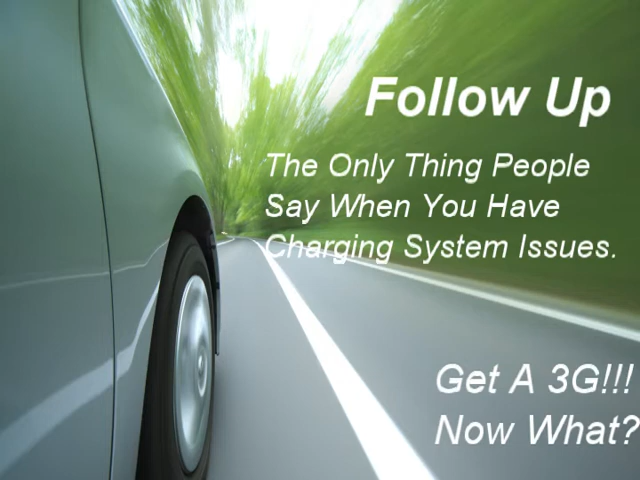 Follow Up
The Only Thing People
Say When You Have
Charging System Issues.
Get A 3G!!!
Now What?